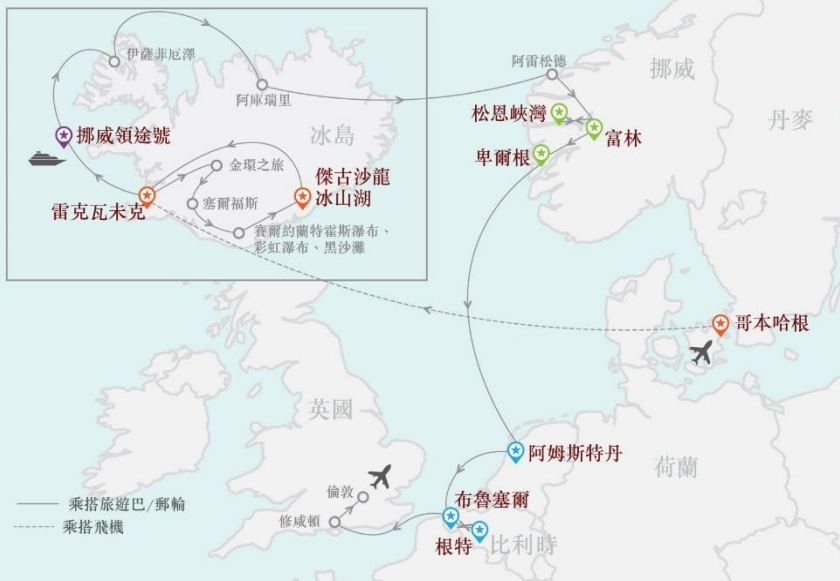 伊薩菲厄澤
阿庫瑞里
冰島
挪威領途號
金環之旅
傑古沙龍
冰山湖
雷克瓦未克
塞爾福斯
賽爾約蘭特霍斯瀑布、
彩虹瀑布、黑沙灘
阿雷松德
挪威
丹麥
松恩峽灣
富林
卑爾根
哥本哈根
英國
阿姆斯特丹
荷蘭
倫敦
布魯塞爾
修咸頓
根特
比利時
乘搭旅遊巴/郵輪
乘搭飛機